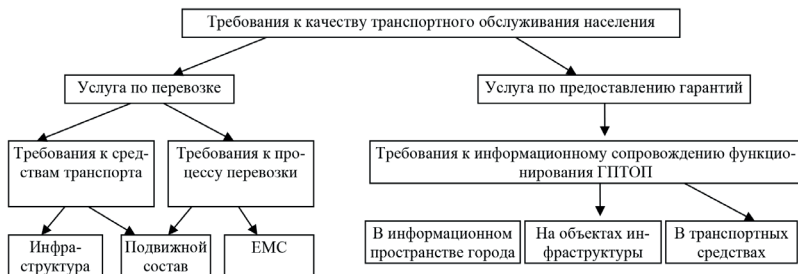 Требования к качеству транспортного обслуживания населения
Услуга по перевозке
Услуга по предоставлению гарантий
Требования к сред-
ствам транспорта
Требования к про-
цессу перевозки
Требования к информационному сопровождению функцио-
нирования ГПТОП
Инфра-
структура
Подвижной
состав
ЕМС
В информационном
пространстве города
На объектах ин-
фраструктуры
В транспортных
средствах